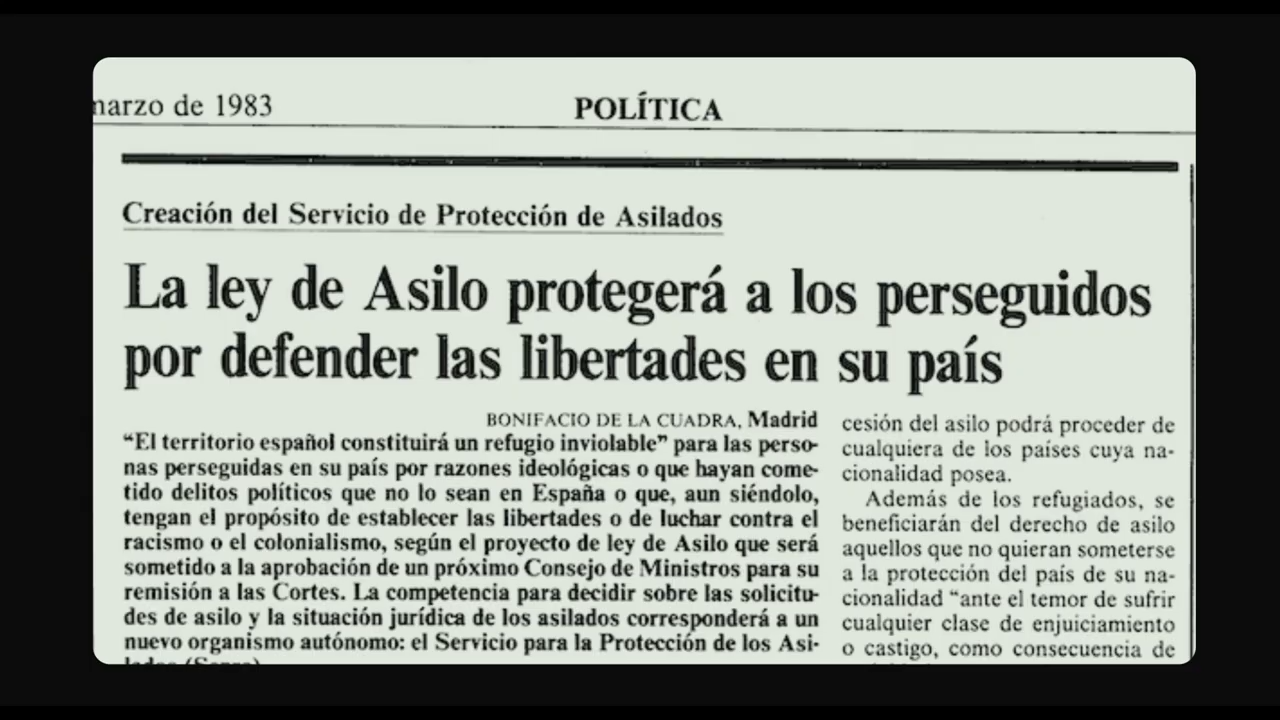 marzo de 1983
POLÍTICA
Creación del Servicio de Protección de Asilados
La ley de Asilo protegerá a los perseguidos
por defender las libertades en su país
BONIFACIO DE LA CUADRA, Madrid
“El territorio español constituirá un refugio inviolable” para las perso-
nas perseguidas en su país por razones ideológicas o que hayan come-
tido delitos políticos que no lo sean en España o que, aun siéndolo,
tengan el propósito de establecer las libertades o de luchar contra el
racismo o el colonialismo, según el proyecto de ley de Asilo que será
sometido a la aprobación de un próximo Consejo de Ministros para su
remisión a las Cortes. La competencia para decidir sobre las solicitu-
des de asilo y la situación jurídica de los asilados corresponderá a un
nuevo organismo autónomo: el Servicio para la Protección de los Asi-
cesión del asilo podrá proceder de
cualquiera de los países cuya na-
cionalidad posea.
Además de los refugiados, se
beneficiarán del derecho de asilo
aquellos que no quieran someterse
a la protección del país de su na-
cionalidad “ante el temor de sufrir
cualquier clase de enjuiciamiento
o castigo, como consecuencia de